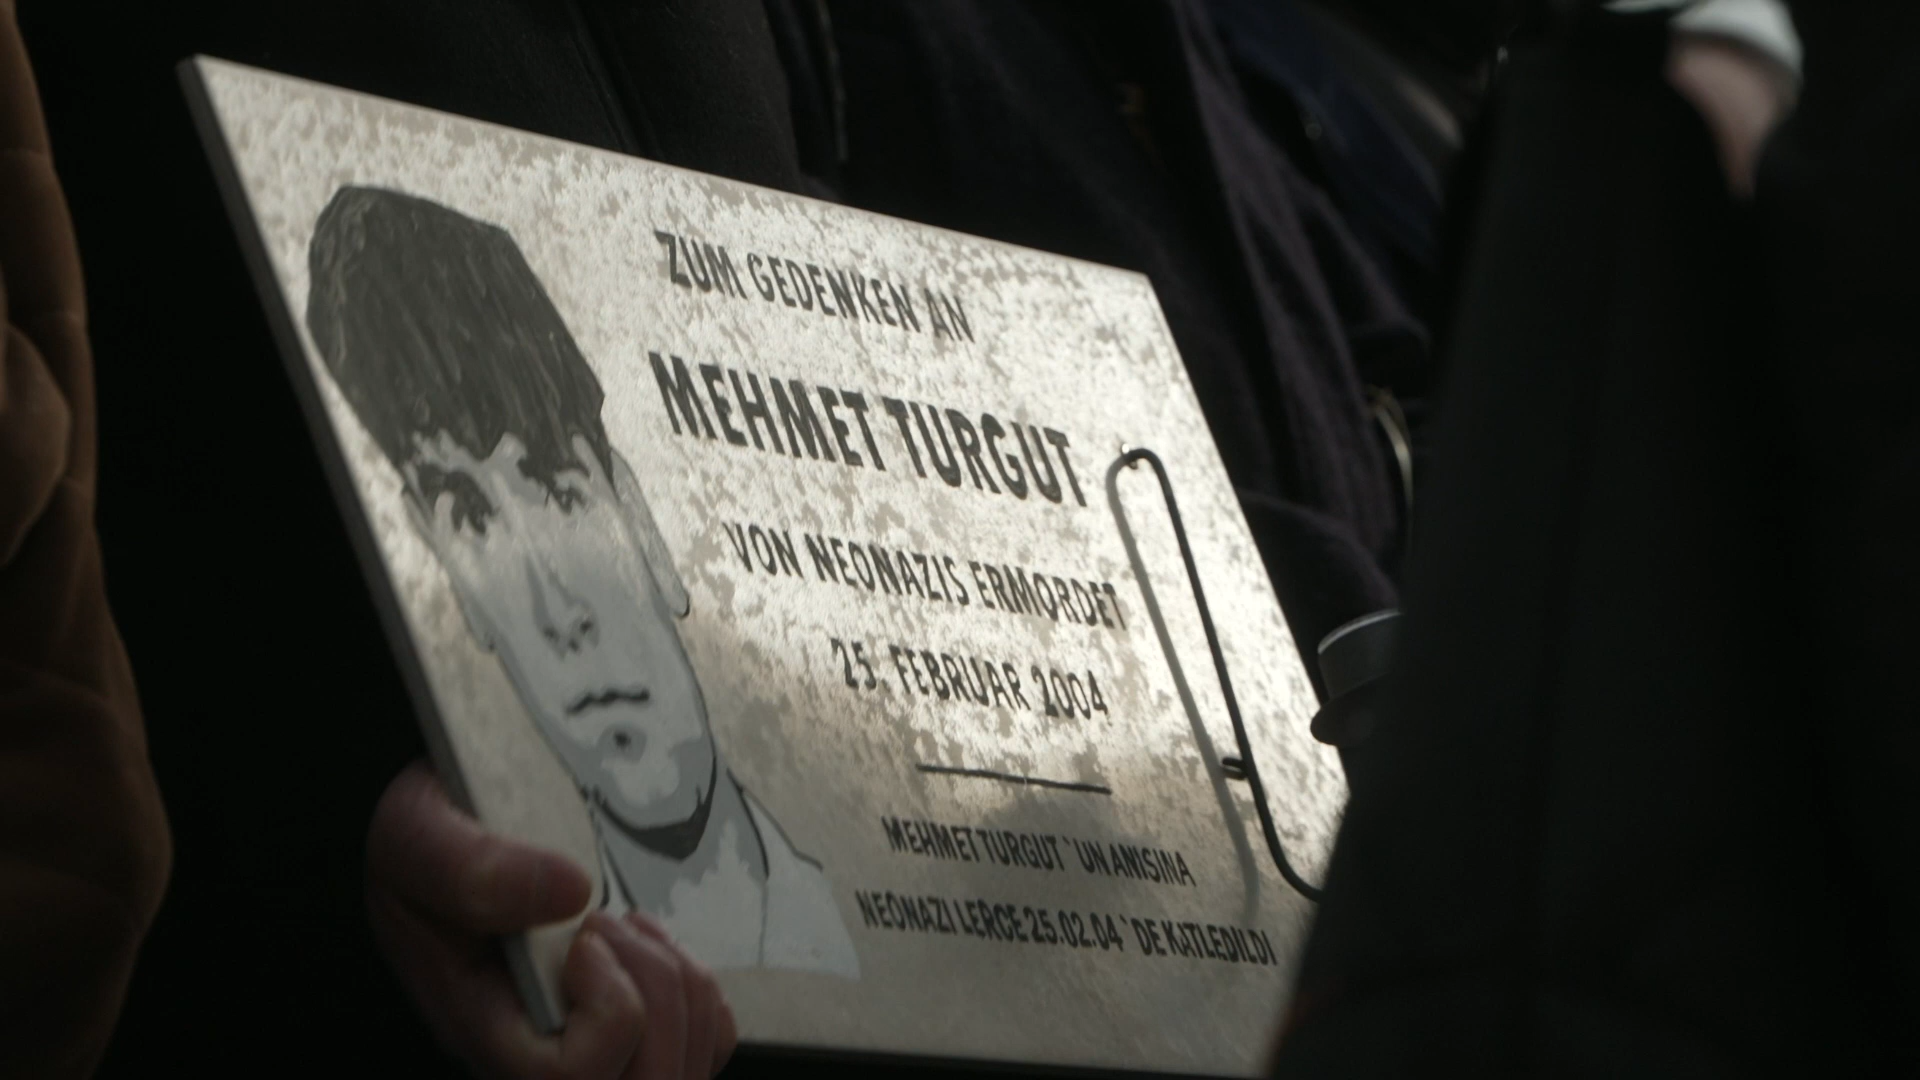 ZUM GEDENKEN AN
MEHMET TURGUT
VON NEONAZIS ERMORDET
25. FEBRUAR 2004
MEHMET TURGUT `UN ANISINA
NEONAZI LERCE 25.02.04 `DE KATLEDILDI